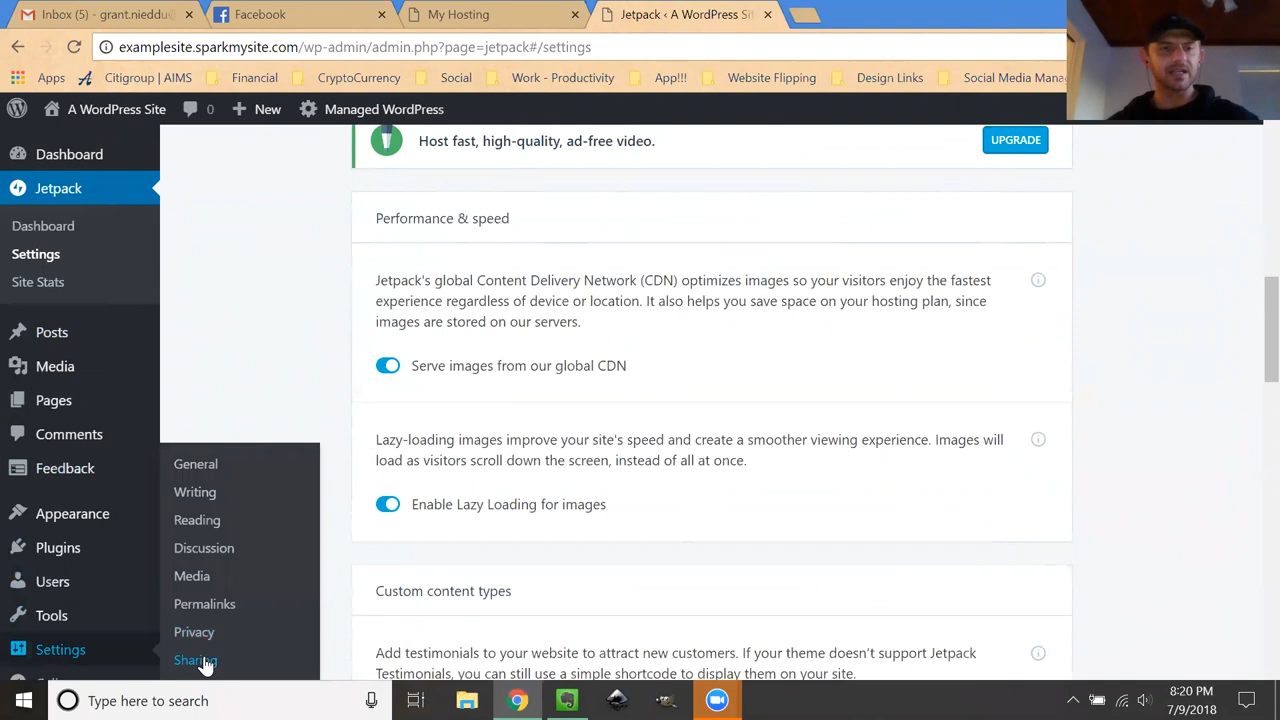 Inbox (5) - grant.nieddu
Facebook
My Hosting
Jetpack ‹ A WordPress Si
examplesite.sparkmysite.com/wp-admin/admin.php?page=jetpack#/settings
Apps
Citigroup | AIMS
Financial
CryptoCurrency
Social
Work - Productivity
App!!!
Website Flipping
Design Links
Social Media Mana
A WordPress Site
0
New
Managed WordPress
Dashboard
Jetpack
Dashboard
Settings
Site Stats
Posts
Media
Pages
Comments
Feedback
Appearance
Plugins
Users
Tools
Settings
General
Writing
Reading
Discussion
Media
Permalinks
Privacy
Sharing
Host fast, high-quality, ad-free video.
UPGRADE
Performance & speed
Jetpack's global Content Delivery Network (CDN) optimizes images so your visitors enjoy the fastest
experience regardless of device or location. It also helps you save space on your hosting plan, since
images are stored on our servers.
Serve images from our global CDN
Lazy-loading images improve your site's speed and create a smoother viewing experience. Images will
load as visitors scroll down the screen, instead of all at once.
Enable Lazy Loading for images
Custom content types
Add testimonials to your website to attract new customers. If your theme doesn't support Jetpack
Testimonials, you can still use a simple shortcode to display them on your site.
Type here to search
8:20 PM
7/9/2018